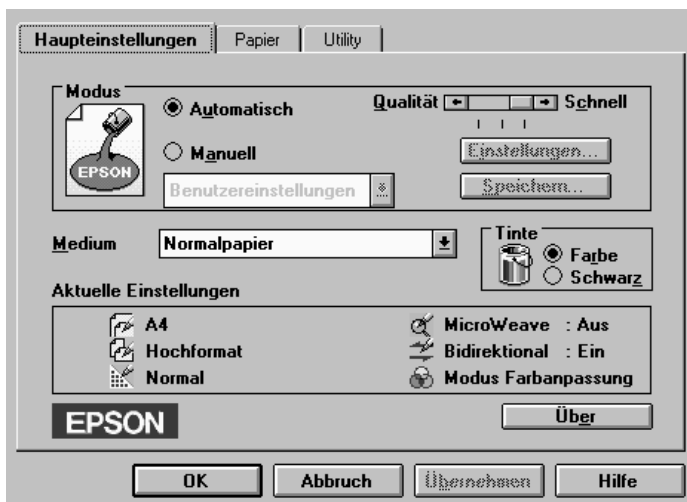 Haupteinstellungen Papier Utility
Modus
EPSON
Automatisch
Manuell
Benutzereinstellungen
Qualität Schnell
Einstellungen...
Speichern...
Medium Normalpapier
Tinte
Farbe
Schwarz
Aktuelle Einstellungen
A4
Hochformat
Normal
MicroWeave : Aus
Bidirektional : Ein
Modus Farbanpassung
EPSON
Über
OK Abbruch Übernehmen Hilfe